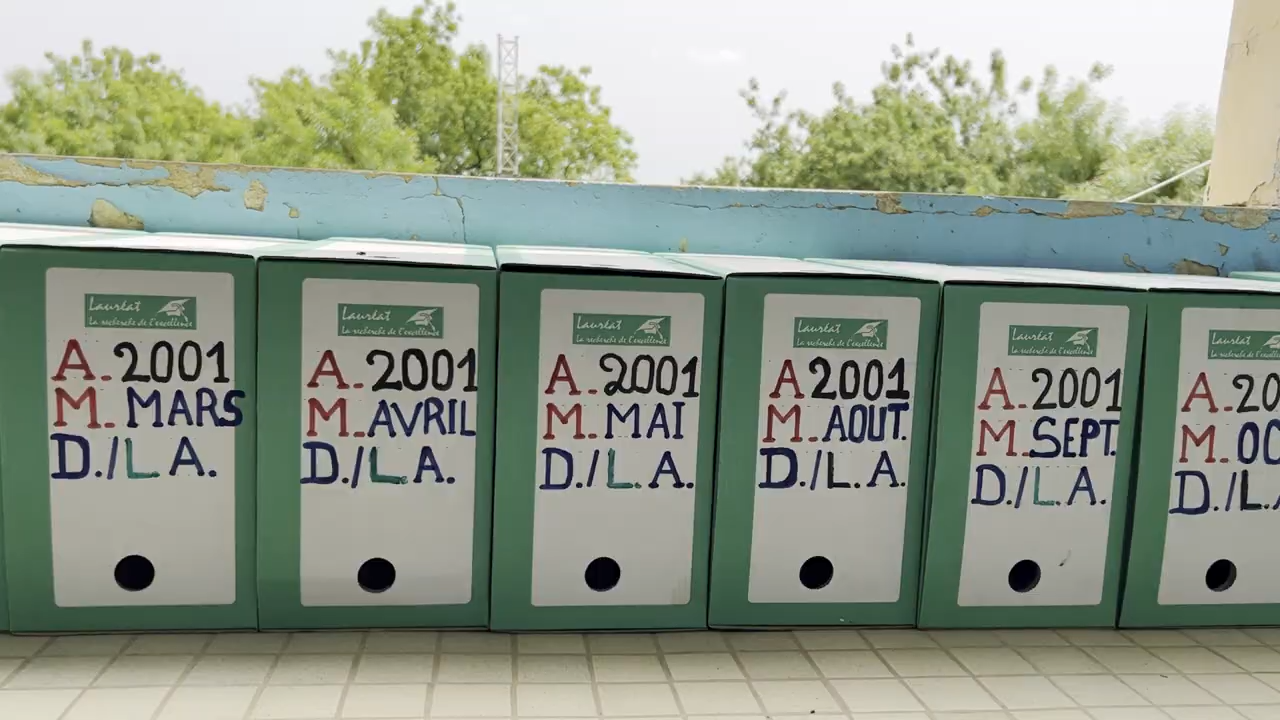 Lauréat
La recherche de l'excellence
A. 2001
M. MARS
D./L A.
Lauréat
La recherche de l'excellence
A. 2001
M. AVRIL
D./L.A.
Lauréat
La recherche de l'excellence
A. 2001
M. MAI
D./L.A.
Lauréat
La recherche de l'excellence
A 2001
M. AOUT.
D./L.A.
Lauréat
La recherche de l'excellence
A. 2001
M. SEPT.
D./L.A.
Lauréat
A. 20
M. OC
D./L.